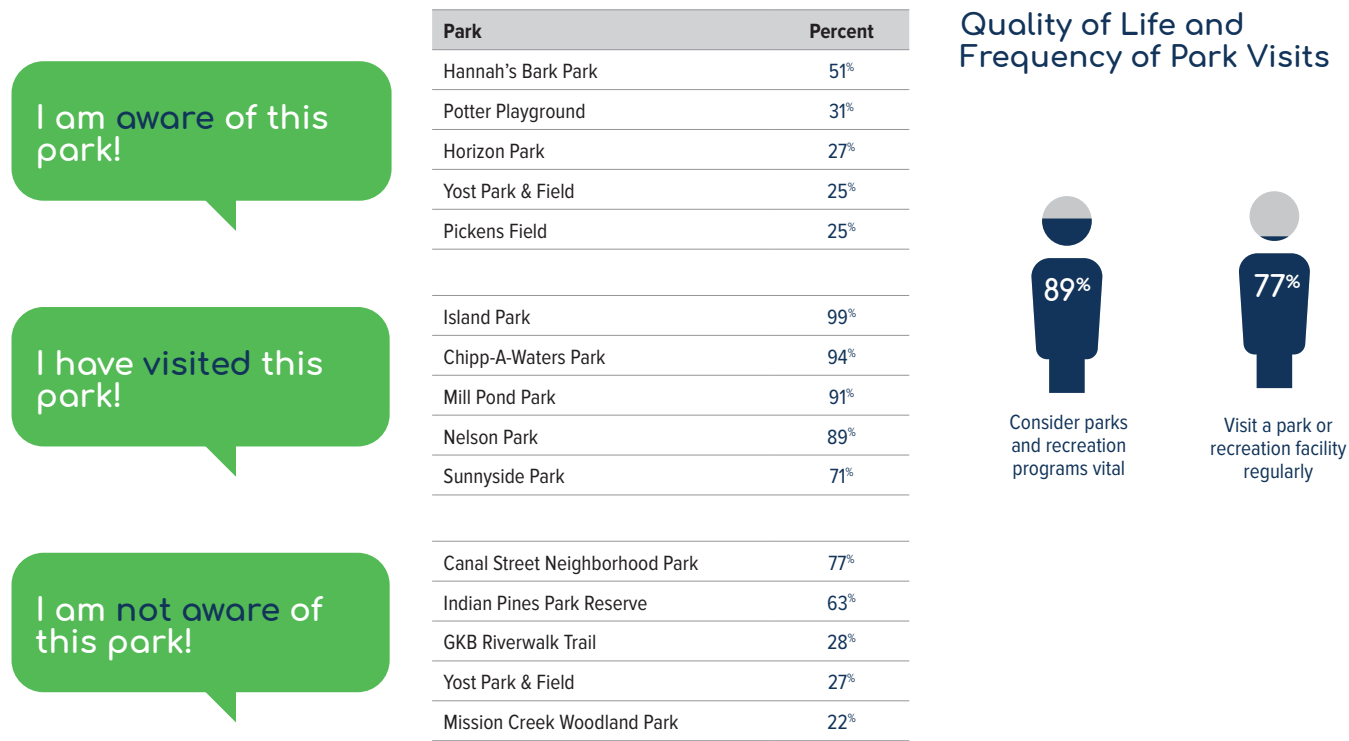 I am aware of this
park!
Park Percent
Hannah's Bark Park 51%
Potter Playground 31%
Horizon Park 27%
Yost Park & Field 25%
Pickens Field 25%
I have visited this
park!
Island Park 99%
Chipp-A-Waters Park 94%
Mill Pond Park 91%
Nelson Park 89%
Sunnyside Park 71%
I am not aware of
this park!
Canal Street Neighborhood Park 77%
Indian Pines Park Reserve 63%
GKB Riverwalk Trail 28%
Yost Park & Field 27%
Mission Creek Woodland Park 22%
Quality of Life and
Frequency of Park Visits
89%
Consider parks
and recreation
programs vital
77%
Visit a park or
recreation facility
regularly